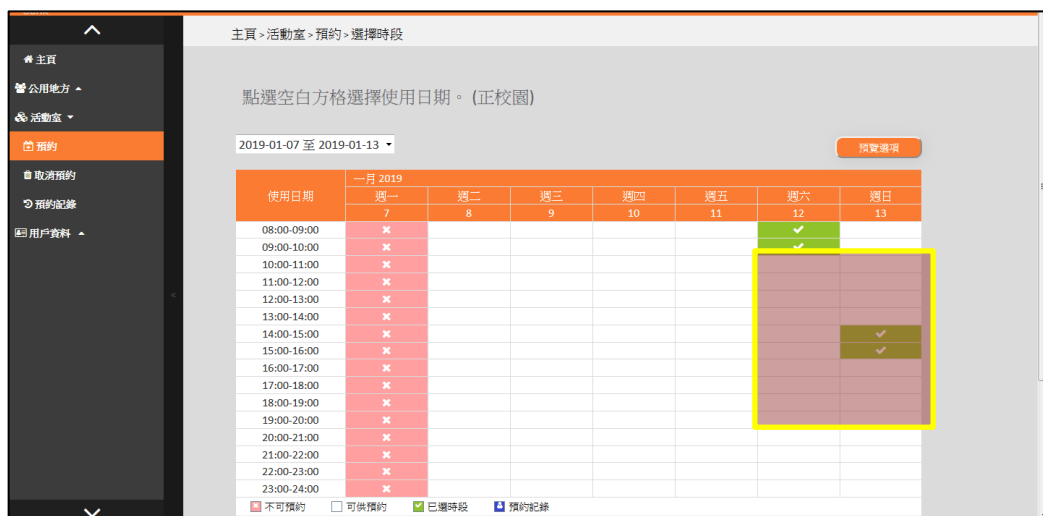 主頁 > 活動室 > 預約 > 選擇時段
主頁
公用地方
活動室
預約
取消預約
預約記錄
用戶資料
點選空白方格選擇使用日期。 (正校園)
2019-01-07 至 2019-01-13
預覽選項
使用日期 一月 2019
週一 週二 週三 週四 週五 週六 週日
7 8 9 10 11 12 13
08:00-09:00
09:00-10:00
10:00-11:00
11:00-12:00
12:00-13:00
13:00-14:00
14:00-15:00
15:00-16:00
16:00-17:00
17:00-18:00
18:00-19:00
19:00-20:00
20:00-21:00
21:00-22:00
22:00-23:00
23:00-24:00
不可預約 可供預約 已選時段 預約記錄